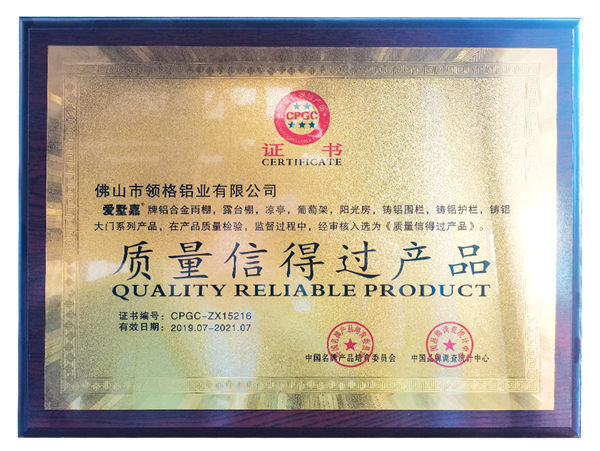 CPGC
证书
CERTIFICATE
佛山市领格铝业有限公司
爱墅嘉®牌铝合金雨棚，露台棚，凉亭，葡萄架，阳光房，铸铝围栏，铸铝护栏，铸铝
大门系列产品，在产品质量检验，监督过程中，经审核入选为《质量信得过产品》。
质量信得过产品
QUALITY RELIABLE PRODUCT
证书编号：CPGC-ZX15216
有效日期：2019.07-2021.07
中国名牌产品培育委员会
中国品牌调查统计中心